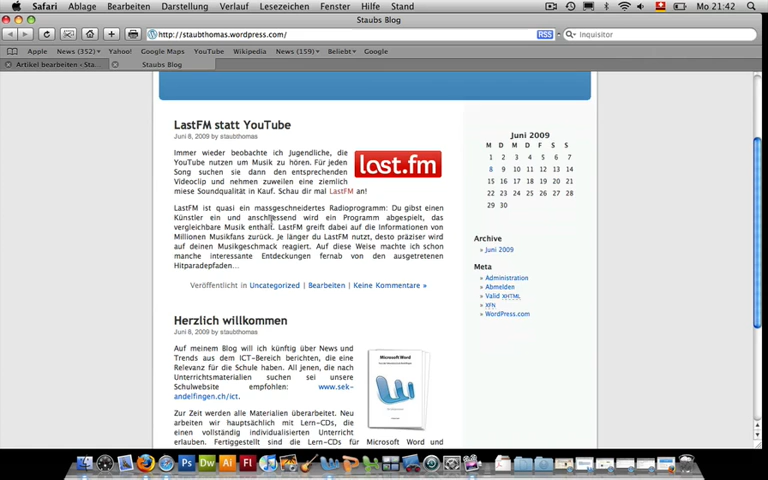 Safari Ablage Bearbeiten Darstellung Verlauf Lesezeichen Fenster Hilfe Stand Mo 21:42
Staubs Blog
http://staubthomas.wordpress.com/ RSS Inquisitor
Apple News (352) Yahoo! Google Maps YouTube Wikipedia News (159) Beliebt Google
Artikel bearbeiten ‹ Sta... Staubs Blog
LastFM statt YouTube
Juni 8, 2009 by staubthomas
Immer wieder beobachte ich Jugendliche, die
YouTube nutzen um Musik zu hören. Für jeden
Song suchen sie dann den entsprechenden
Videoclip und nehmen zuweilen eine ziemlich
miese Soundqualität in Kauf. Schau dir mal LastFM an!
last.fm
LastFM ist quasi ein massgeschneidertes Radioprogramm: Du gibst einen
Künstler ein und anschliessend wird ein Programm abgespielt, das
vergleichbare Musik enthält. LastFM greift dabei auf die Informationen von
Millionen Musikfans zurück. Je länger du LastFM nutzt, desto präziser wird
auf deinen Musikgeschmack reagiert. Auf diese Weise machte ich schon
manche interessante Entdeckungen fernab von den ausgetretenen
Hitparadepfaden...
Veröffentlicht in Uncategorized | Bearbeiten | Keine Kommentare »
Herzlich willkommen
Juni 8, 2009 by staubthomas
Auf meinem Blog will ich künftig über News und
Trends aus dem ICT-Bereich berichten, die eine
Relevanz für die Schule haben. All jenen, die nach
Unterrichtsmaterialien suchen sei unsere
Schulwebsite empfohlen: www.sek-
andelfingen.ch/ict.
Microsoft Word
Zur Zeit werden alle Materialien überarbeitet. Neu
arbeiten wir hauptsächlich mit Lern-CDs, die
einen vollständig individualisierten Unterricht
erlauben. Fertiggestellt sind die Lern-CDs für Microsoft Word und
Juni 2009
M D M D F S S
1 2 3 4 5 6 7
8 9 10 11 12 13 14
15 16 17 18 19 20 21
22 23 24 25 26 27 28
29 30
Archive
» Juni 2009
Meta
» Administration
» Abmelden
» Valid XHTML
» XFN
» WordPress.com
Ps Dw Ai Fl